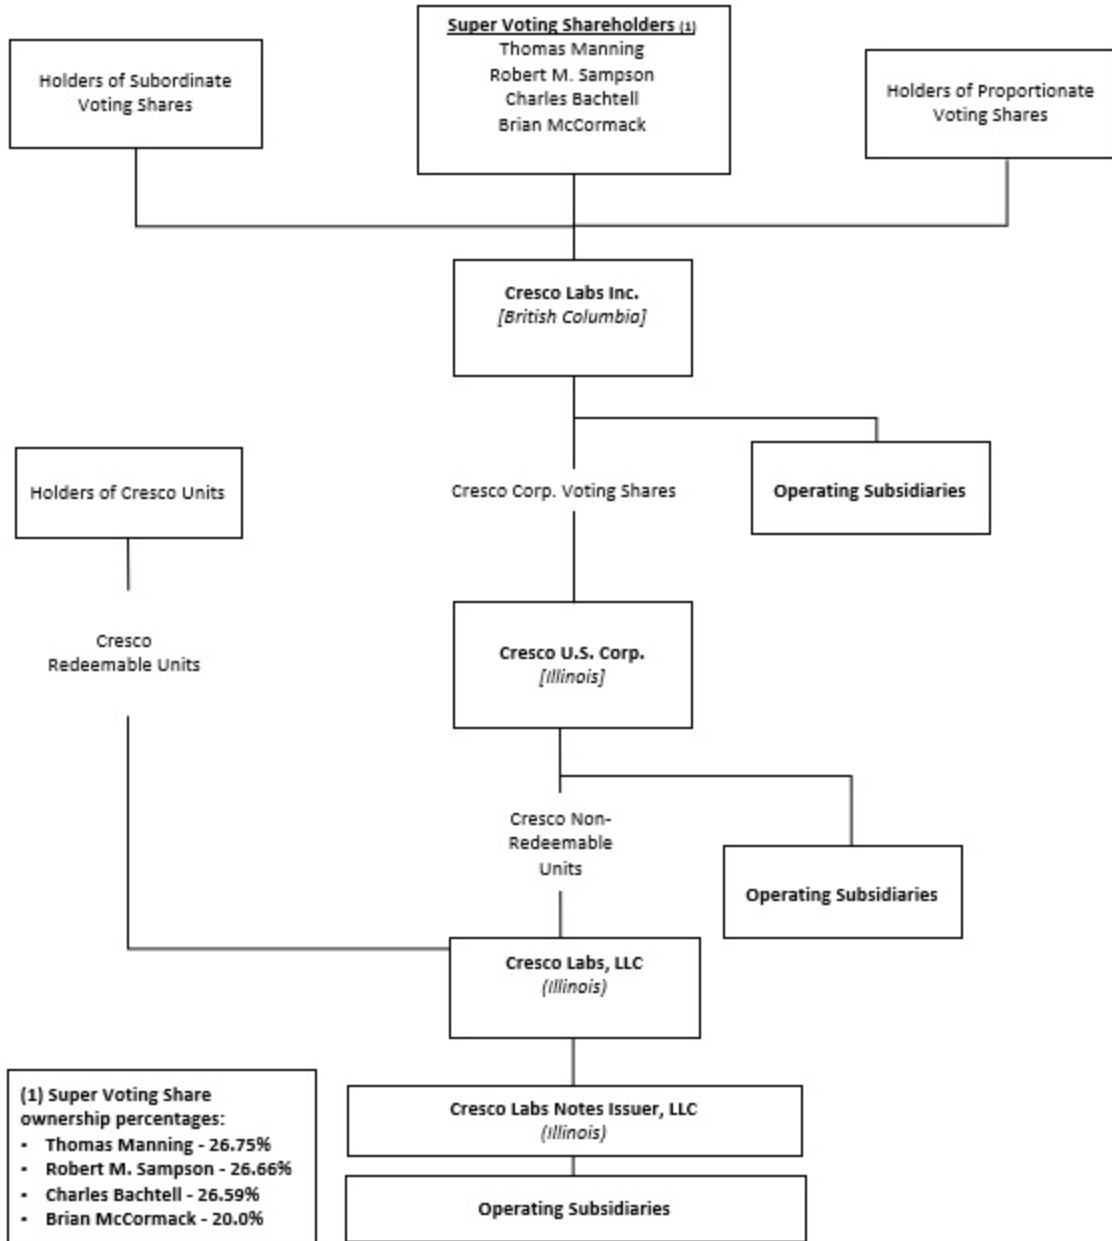 Super Voting Shareholders (1)
Thomas Manning
Robert M. Sampson
Charles Bachtell
Brian McCormack
Holders of Subordinate
Voting Shares
Holders of Proportionate
Voting Shares
Cresco Labs Inc.
[British Columbia]
Holders of Cresco Units
Cresco Corp. Voting Shares
Operating Subsidiaries
Cresco
Redeemable Units
Cresco U.S. Corp.
[Illinois]
Cresco Non-
Redeemable
Units
Operating Subsidiaries
Cresco Labs, LLC
(Illinois)
(1) Super Voting Share
ownership percentages:
- Thomas Manning - 26.75%
- Robert M. Sampson - 26.66%
- Charles Bachtell - 26.59%
- Brian McCormack - 20.0%
Cresco Labs Notes Issuer, LLC
(Illinois)
Operating Subsidiaries